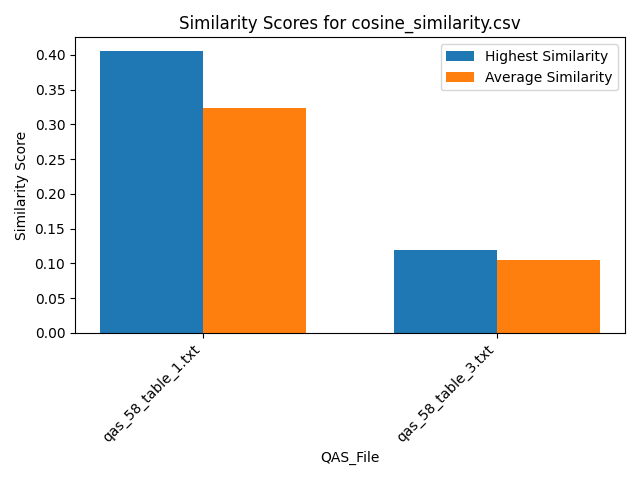 Similarity Scores for cosine_similarity.csv
Highest Similarity
Average Similarity
Similarity Score
0.40
0.35
0.30
0.25
0.20
0.15
0.10
0.05
0.00
qas_58_table_1.txt
qas_58_table_3.txt
QAS_File